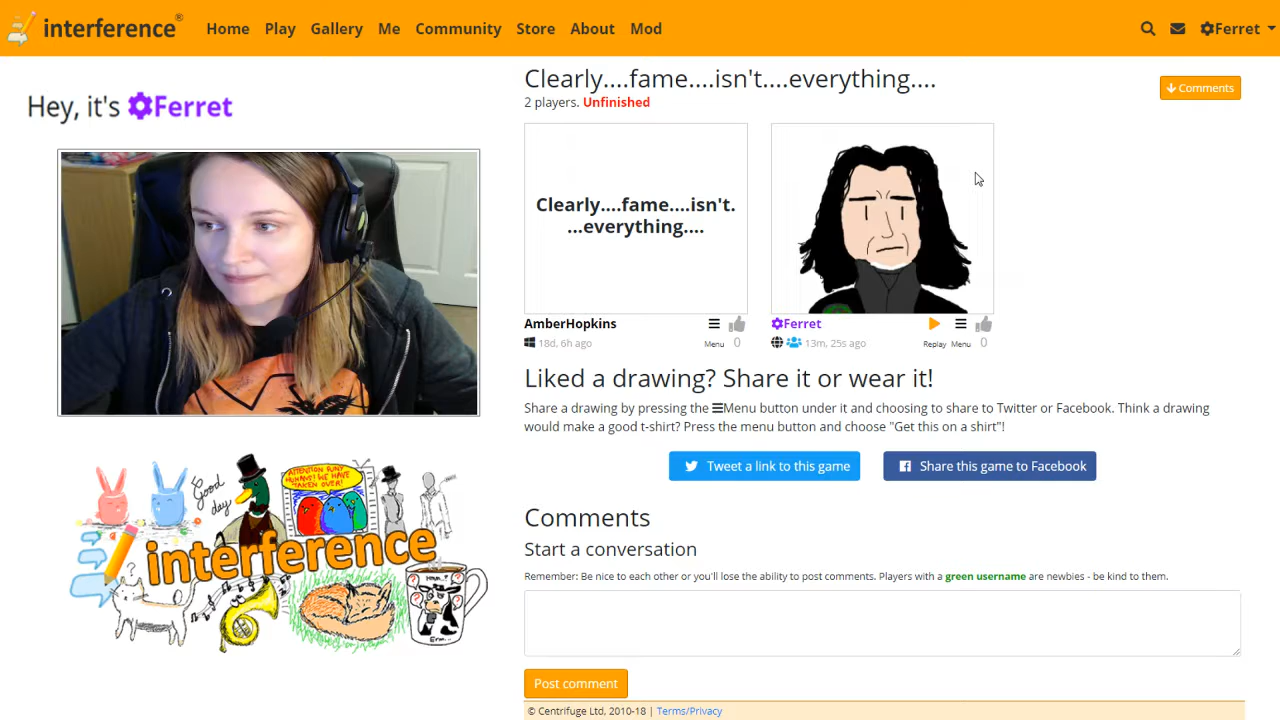 interference®
Home Play Gallery Me Community Store About Mod
Ferret
Hey, it's Ferret
Clearly....fame....isn't....everything....
2 players. Unfinished
Comments
Clearly....fame....isn't.
...everything....
AmberHopkins
18d, 6h ago
Menu
0
Ferret
13m, 25s ago
Replay
Menu
0
Liked a drawing? Share it or wear it!
Share a drawing by pressing the Menu button under it and choosing to share to Twitter or Facebook. Think a drawing
would make a good t-shirt? Press the menu button and choose "Get this on a shirt"!
Tweet a link to this game
Share this game to Facebook
Comments
Start a conversation
Remember: Be nice to each other or you'll lose the ability to post comments. Players with a green username are newbies - be kind to them.
Post comment
© Centrifuge Ltd, 2010-18 | Terms/Privacy
Good
day
ATTENTION PUNY
HUMANS! WE HAVE
TAKEN OVER!
interference
Erm...